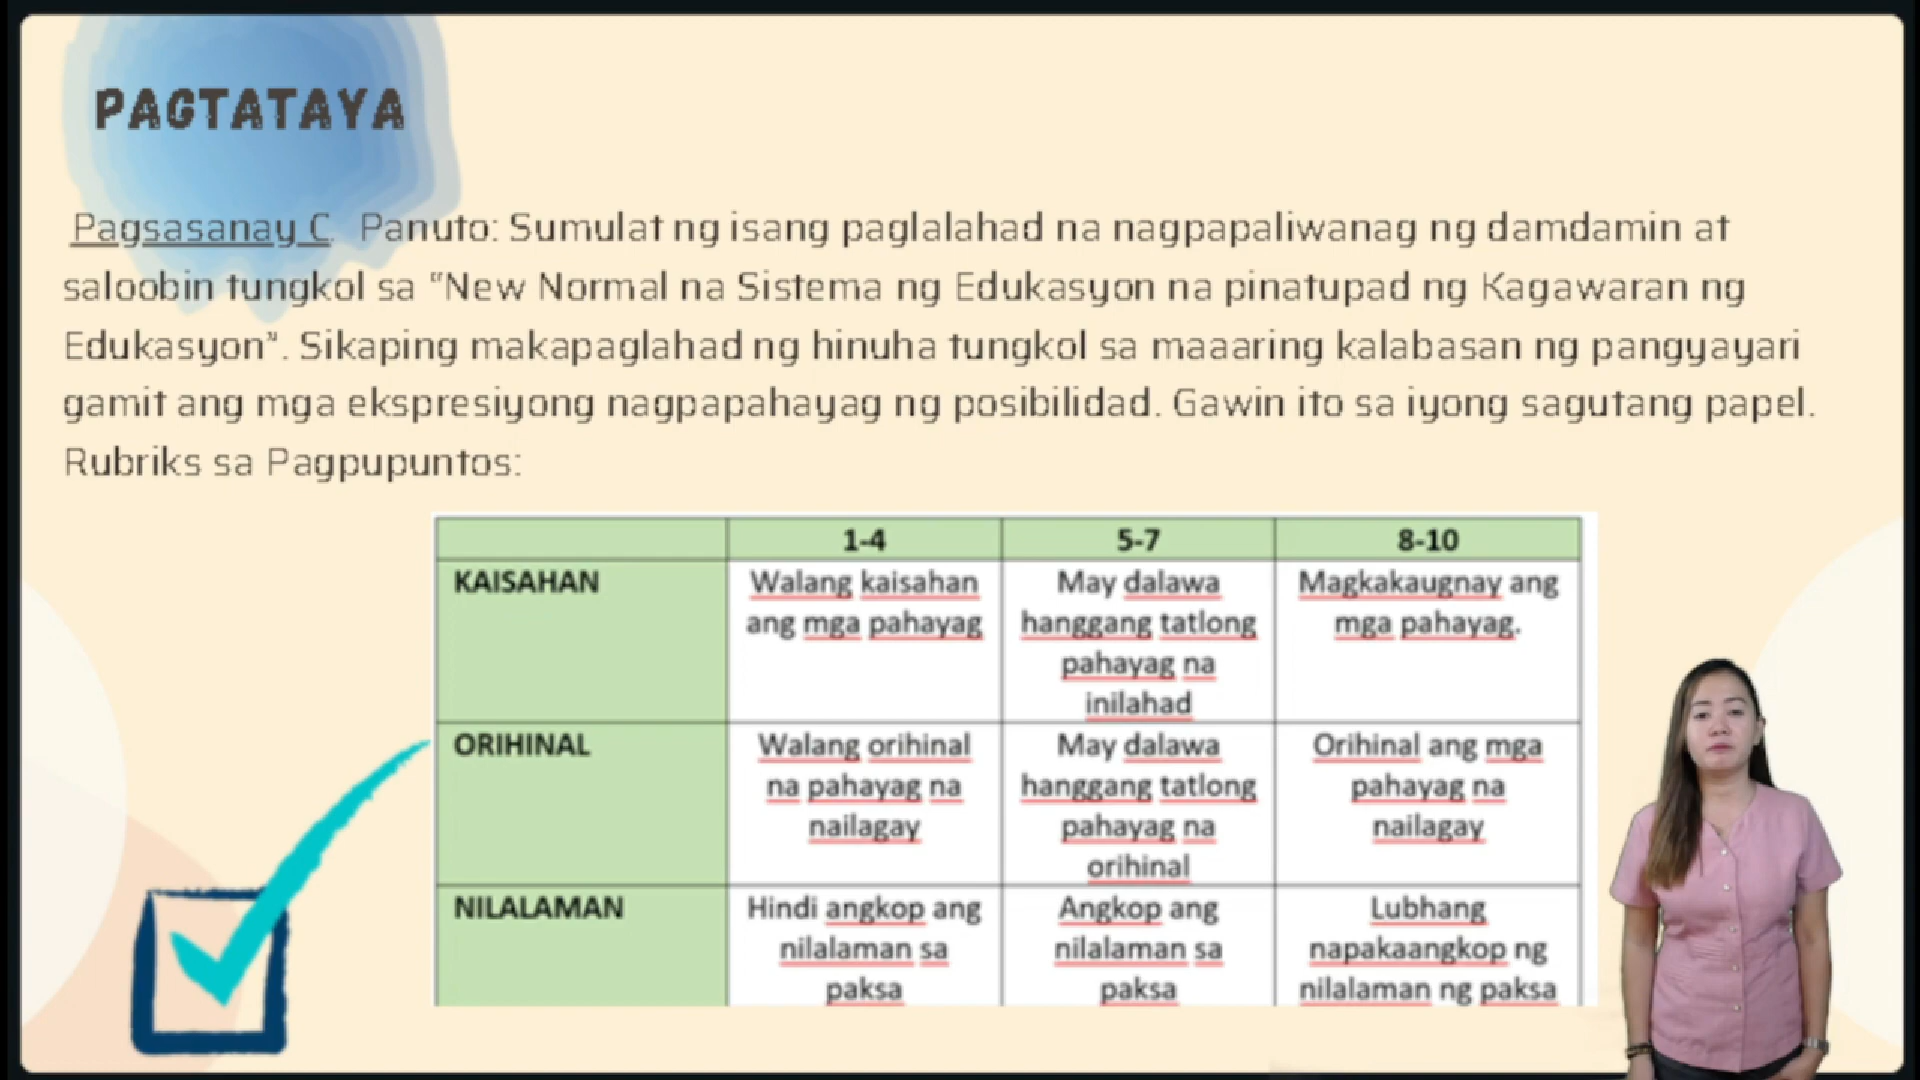 PAGTATAYA
Pagsasanay C. Panuto: Sumulat ng isang paglalahad na nagpapaliwanag ng damdamin at
saloobin tungkol sa “New Normal na Sistema ng Edukasyon na pinatupad ng Kagawaran ng
Edukasyon”. Sikaping makapaglahad ng hinuha tungkol sa maaaring kalabasan ng pangyayari
gamit ang mga ekspresiyong nagpapahayag ng posibilidad. Gawin ito sa iyong sagutang papel.
Rubriks sa Pagpupuntos:
1-4 5-7 8-10
KAISAHAN Walang kaisahan May dalawa Magkakaugnay ang
ang mga pahayag hanggang tatlong mga pahayag.
pahayag na
inilahad
ORIHINAL Walang orihinal May dalawa Orihinal ang mga
na pahayag na hanggang tatlong pahayag na
nailagay pahayag na nailagay
orihinal
NILALAMAN Hindi angkop ang Angkop ang Lubhang
nilalaman sa nilalaman sa napakaangkop ng
paksa paksa nilalaman ng paksa